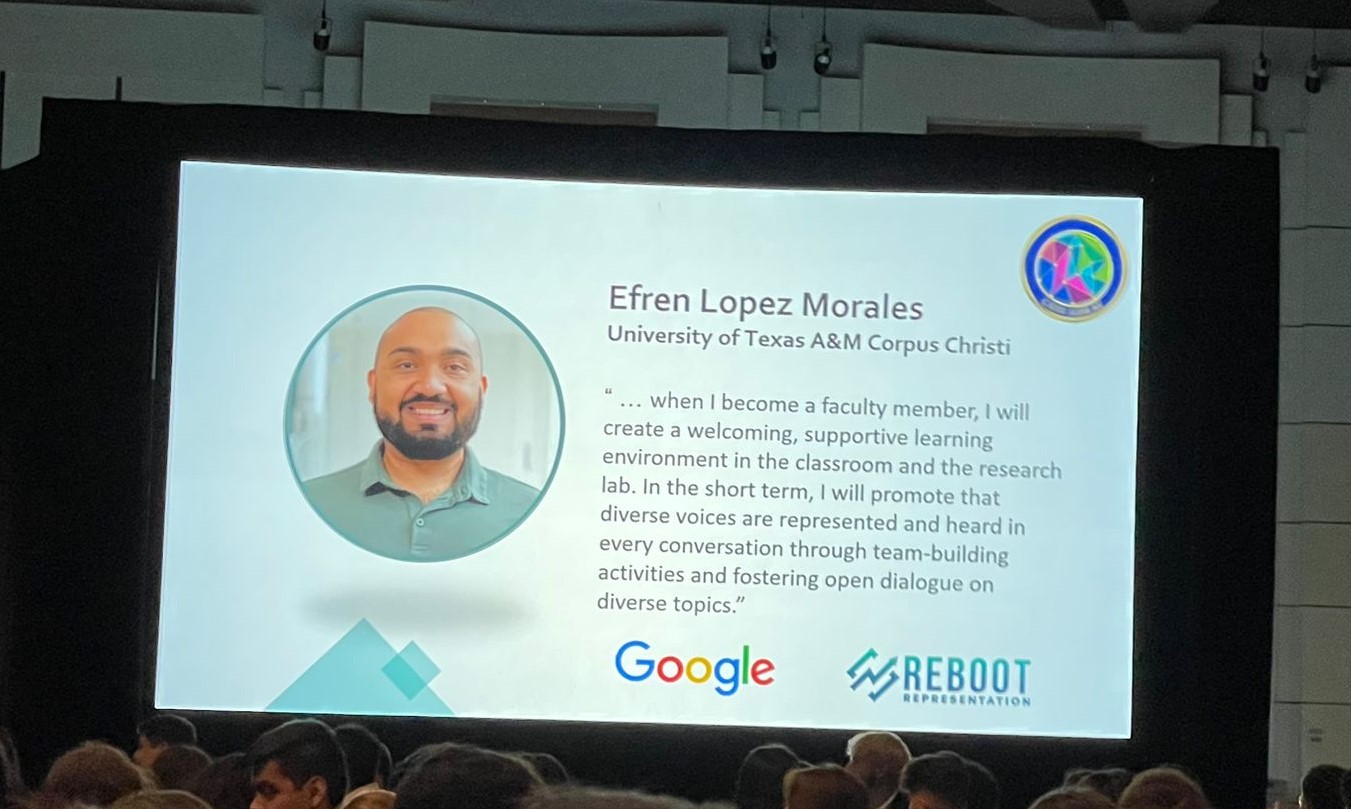 Efren Lopez Morales
University of Texas A&M Corpus Christi
“ … when I become a faculty member, I will
create a welcoming, supportive learning
environment in the classroom and the research
lab. In the short term, I will promote that
diverse voices are represented and heard in
every conversation through team-building
activities and fostering open dialogue on
diverse topics.”
Google
REBOOT
REPRESENTATION